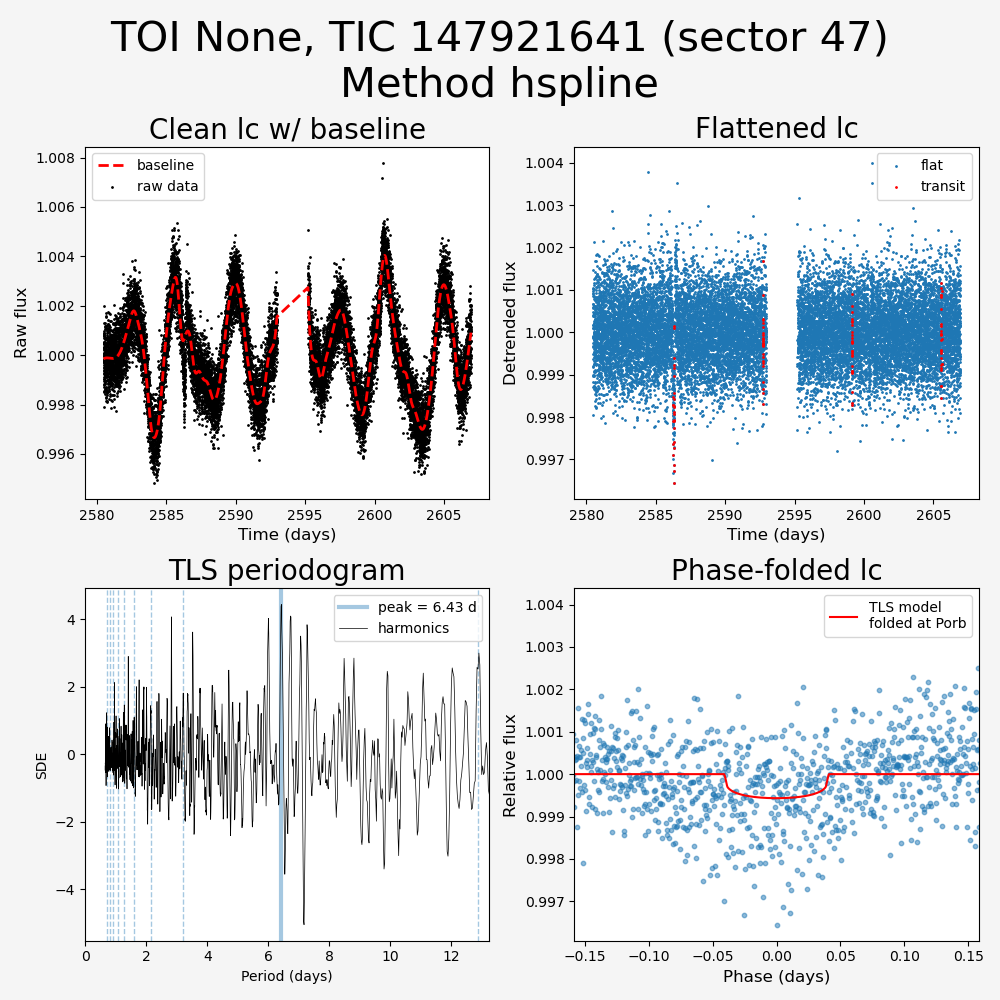 TOI None, TIC 147921641 (sector 47)
Method hspline
Clean lc w/ baseline
Flattened lc
baseline
raw data
flat
transit
1.008
1.006
1.004
1.002
1.000
0.998
0.996
Raw flux
2580
2585
2590
2595
2600
2605
Time (days)
1.004
1.003
1.002
1.001
1.000
0.999
0.998
0.997
Detrended flux
2580
2585
2590
2595
2600
2605
Time (days)
TLS periodogram
Phase-folded lc
peak = 6.43 d
harmonics
4
2
0
−2
−4
SDE
0
2
4
6
8
10
12
Period (days)
TLS model
folded at Porb
1.004
1.003
1.002
1.001
1.000
0.999
0.998
0.997
Relative flux
−0.15
−0.10
−0.05
0.00
0.05
0.10
0.15
Phase (days)